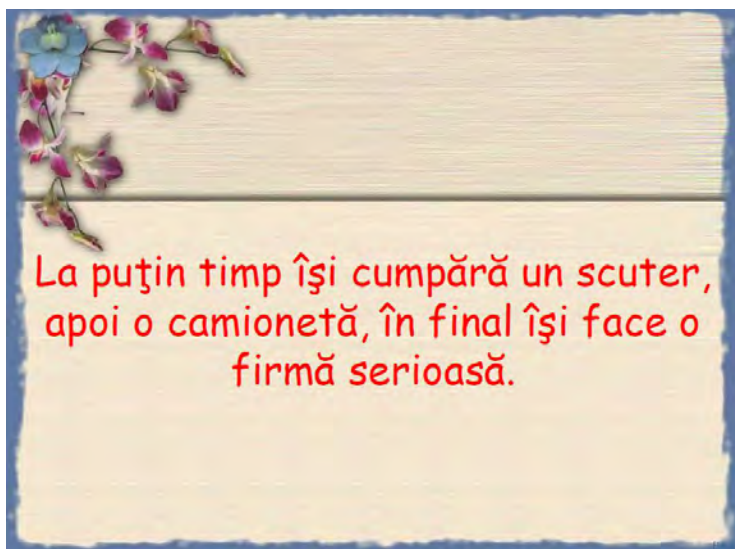 La puţin timp îşi cumpără un scuter,
apoi o camionetă, în final îşi face o
firmă serioasă.